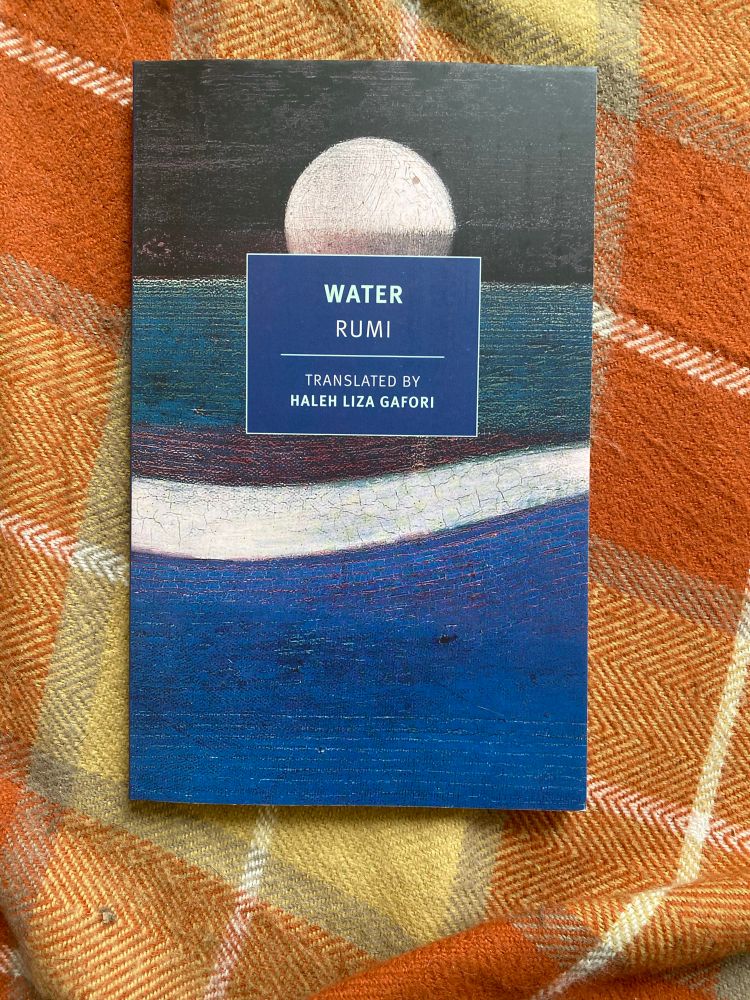 WATER
RUMI
TRANSLATED BY
HALEH LIZA GAFORI